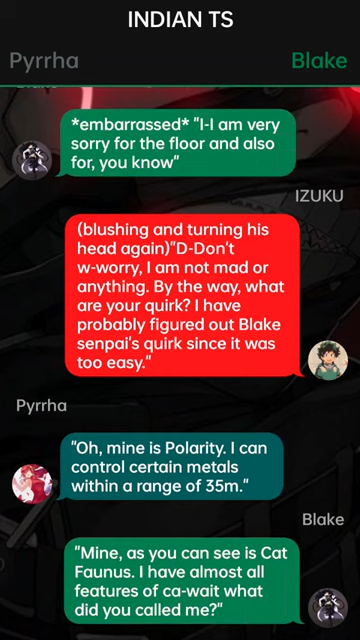 INDIAN TS
Pyrrha
Blake
Blake
*embarrassed* "I-I am very
sorry for the floor and also
for, you know"
IZUKU
(blushing and turning his
head again)"D-Don't
w-worry, I am not mad or
anything. By the way, what
are your quirk? I have
probably figured out Blake
senpai's quirk since it was
too easy."
Pyrrha
"Oh, mine is Polarity. I can
control certain metals
within a range of 35m."
Blake
"Mine, as you can see is Cat
Faunus. I have almost all
features of ca-wait what
did you called me?"